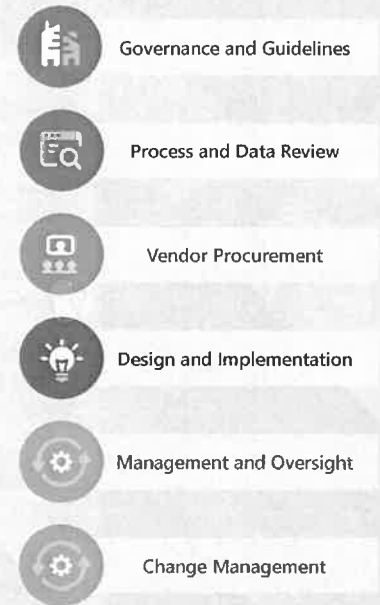 Governance and Guidelines
Process and Data Review
Vendor Procurement
Design and Implementation
Management and Oversight
Change Management